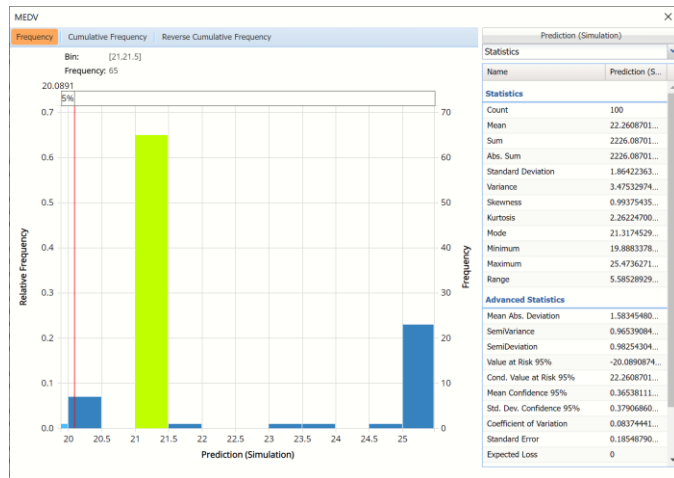 MEDV
Frequency Cumulative Frequency Reverse Cumulative Frequency
Bin: [21,21.5]
Frequency: 65
20.0891
5%
0.7
0.6
0.5
0.4
0.3
0.2
0.1
0.0
Relative Frequency
70
60
50
40
30
20
10
0
Frequency
20 20.5 21 21.5 22 22.5 23 23.5 24 24.5 25
Prediction (Simulation)
Prediction (Simulation)
Statistics
Name Prediction (S...
Statistics
Count 100
Mean 22.2608701...
Sum 2226.08701...
Abs. Sum 2226.08701...
Standard Deviation 1.86422363...
Variance 3.47532974...
Skewness 0.99375435...
Kurtosis 2.26224700...
Mode 21.3174529...
Minimum 19.8883378...
Maximum 25.4736271...
Range 5.58528929...
Advanced Statistics
Mean Abs. Deviation 1.58345480...
SemiVariance 0.96539084...
SemiDeviation 0.98254304...
Value at Risk 95% -20.0890874...
Cond. Value at Risk 95% 22.2608701...
Mean Confidence 95% 0.36538111...
Std. Dev. Confidence 95% 0.37906860...
Coefficient of Variation 0.08374441...
Standard Error 0.18548790...
Expected Loss 0